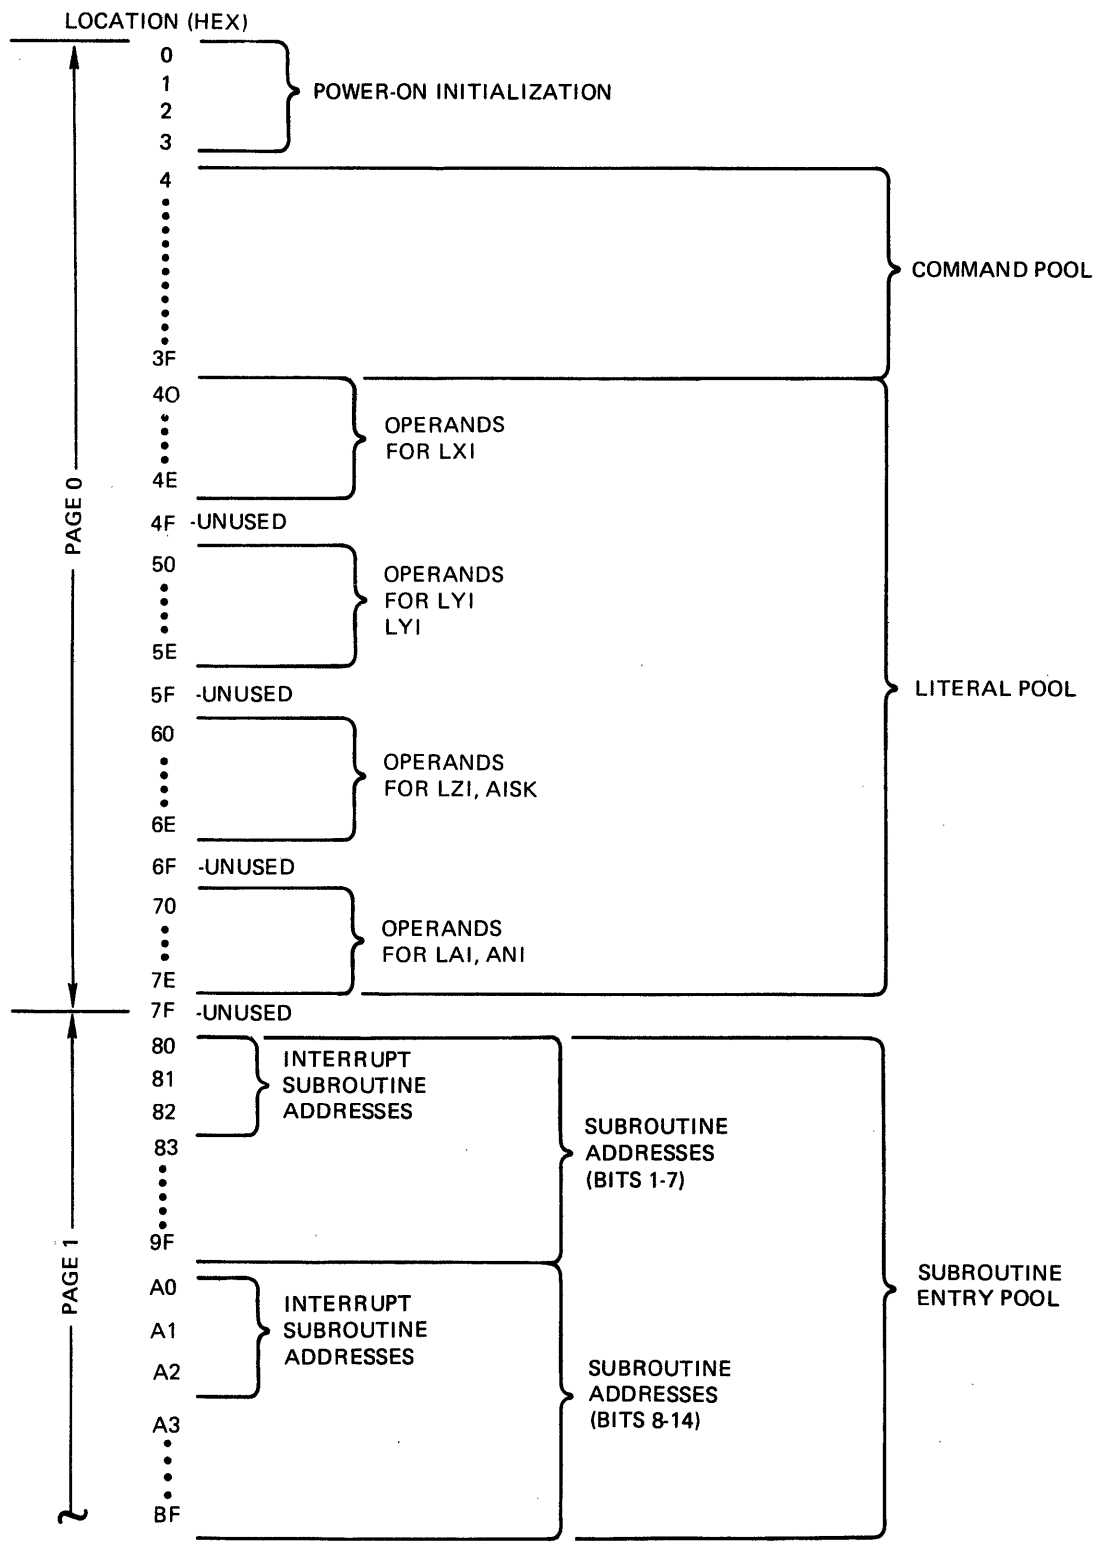 LOCATION (HEX)
0
1
2
3
POWER-ON INITIALIZATION
4
3F
COMMAND POOL
40
4E
OPERANDS
FOR LXI
4F -UNUSED
50
5E
OPERANDS
FOR LYI
LYI
5F -UNUSED
60
6E
OPERANDS
FOR LZI, AISK
6F -UNUSED
70
7E
OPERANDS
FOR LAI, ANI
LITERAL POOL
PAGE 0
7F -UNUSED
80
81
82
INTERRUPT
SUBROUTINE
ADDRESSES
83
9F
SUBROUTINE
ADDRESSES
(BITS 1-7)
A0
A1
A2
INTERRUPT
SUBROUTINE
ADDRESSES
A3
BF
SUBROUTINE
ADDRESSES
(BITS 8-14)
SUBROUTINE
ENTRY POOL
PAGE 1